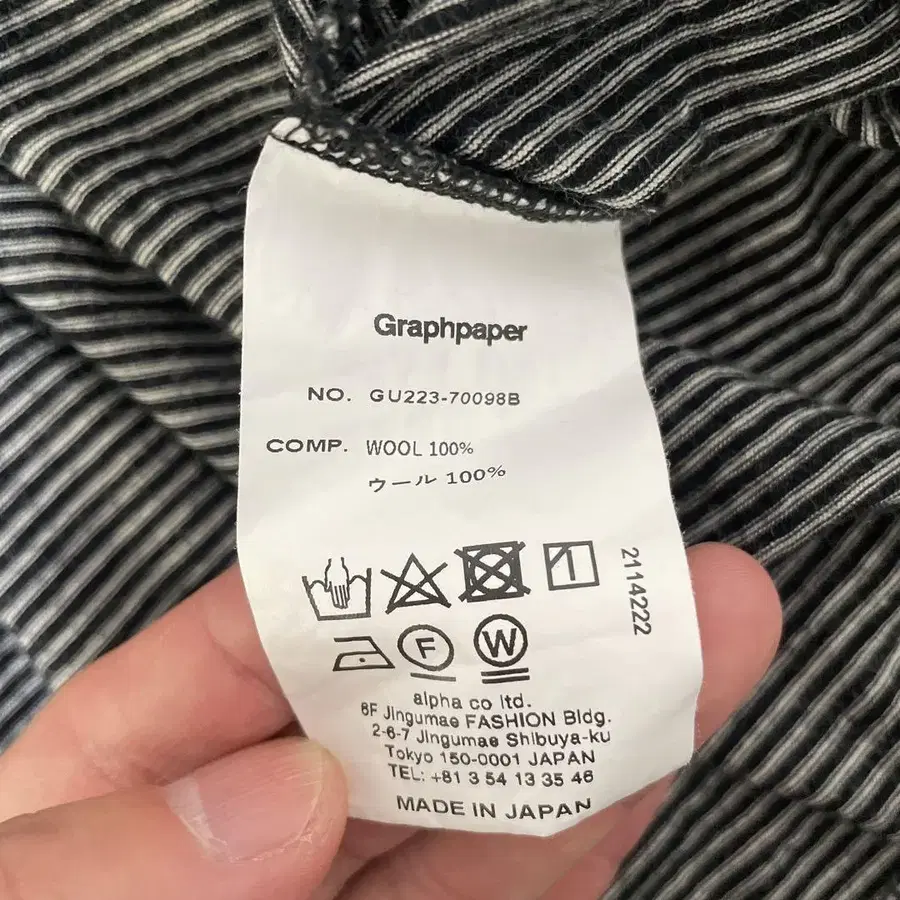 Graphpaper
NO. GU223-70098B
COMP. WOOL 100%
ウール 100%
2114222
F W
alpha co ltd.
6F Jingumae FASHION Bldg.
2-6-7 Jingumae Shibuya-ku
Tokyo 150-0001 JAPAN
TEL: +81 3 54 13 35 46
MADE IN JAPAN